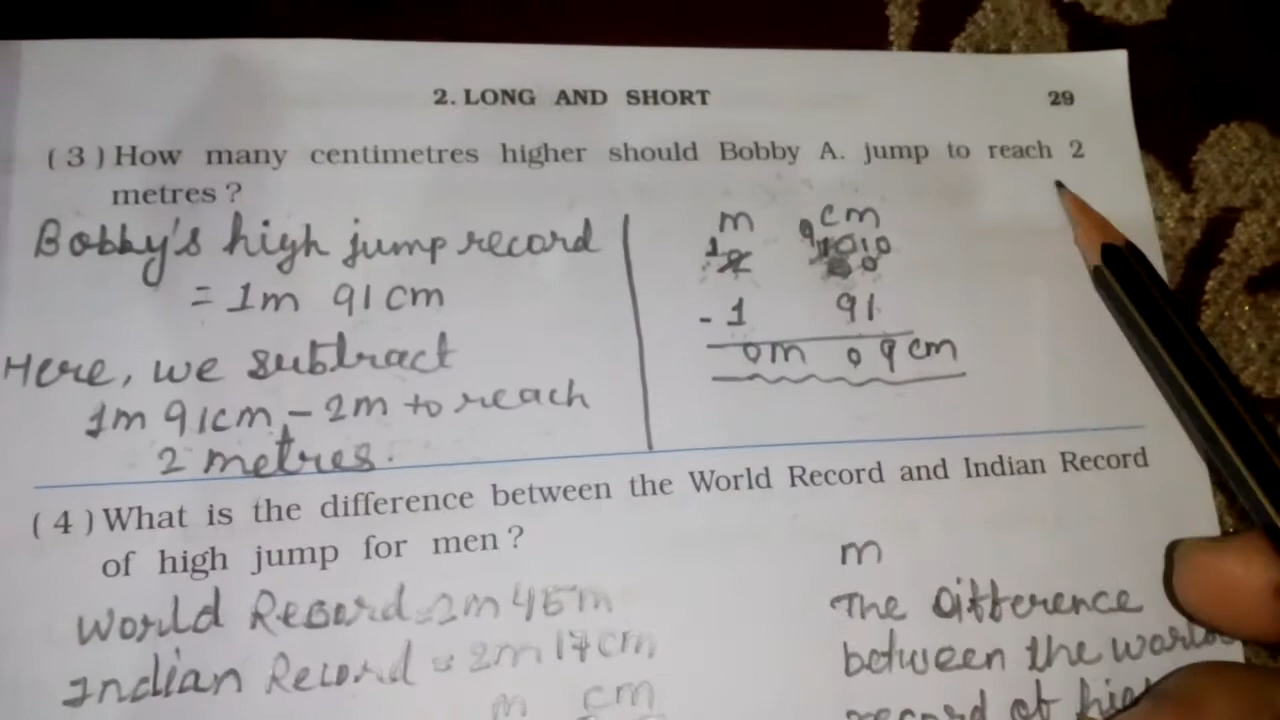 2. LONG AND SHORT 29
( 3 ) How many centimetres higher should Bobby A. jump to reach 2
metres ?
Bobby's high jump record
= 1m 91cm
Here, we subtract
1m 91cm - 2m to reach
2 metres.
m cm
- 1 91
0m 09cm
( 4 ) What is the difference between the World Record and Indian Record
of high jump for men ?
World Record = 2m 45m
Indian Record = 2m 17cm
m cm
m
The Difference
between the world
record of